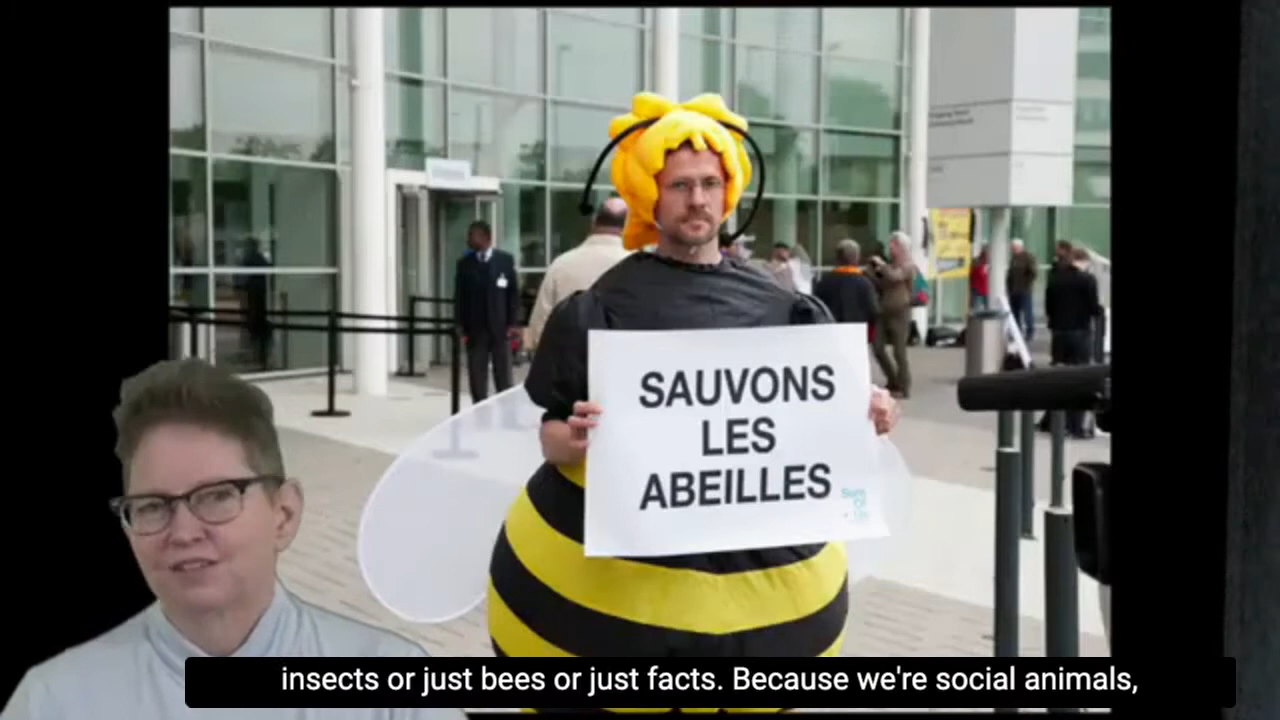 SAUVONS
LES
ABEILLES
insects or just bees or just facts. Because we're social animals,